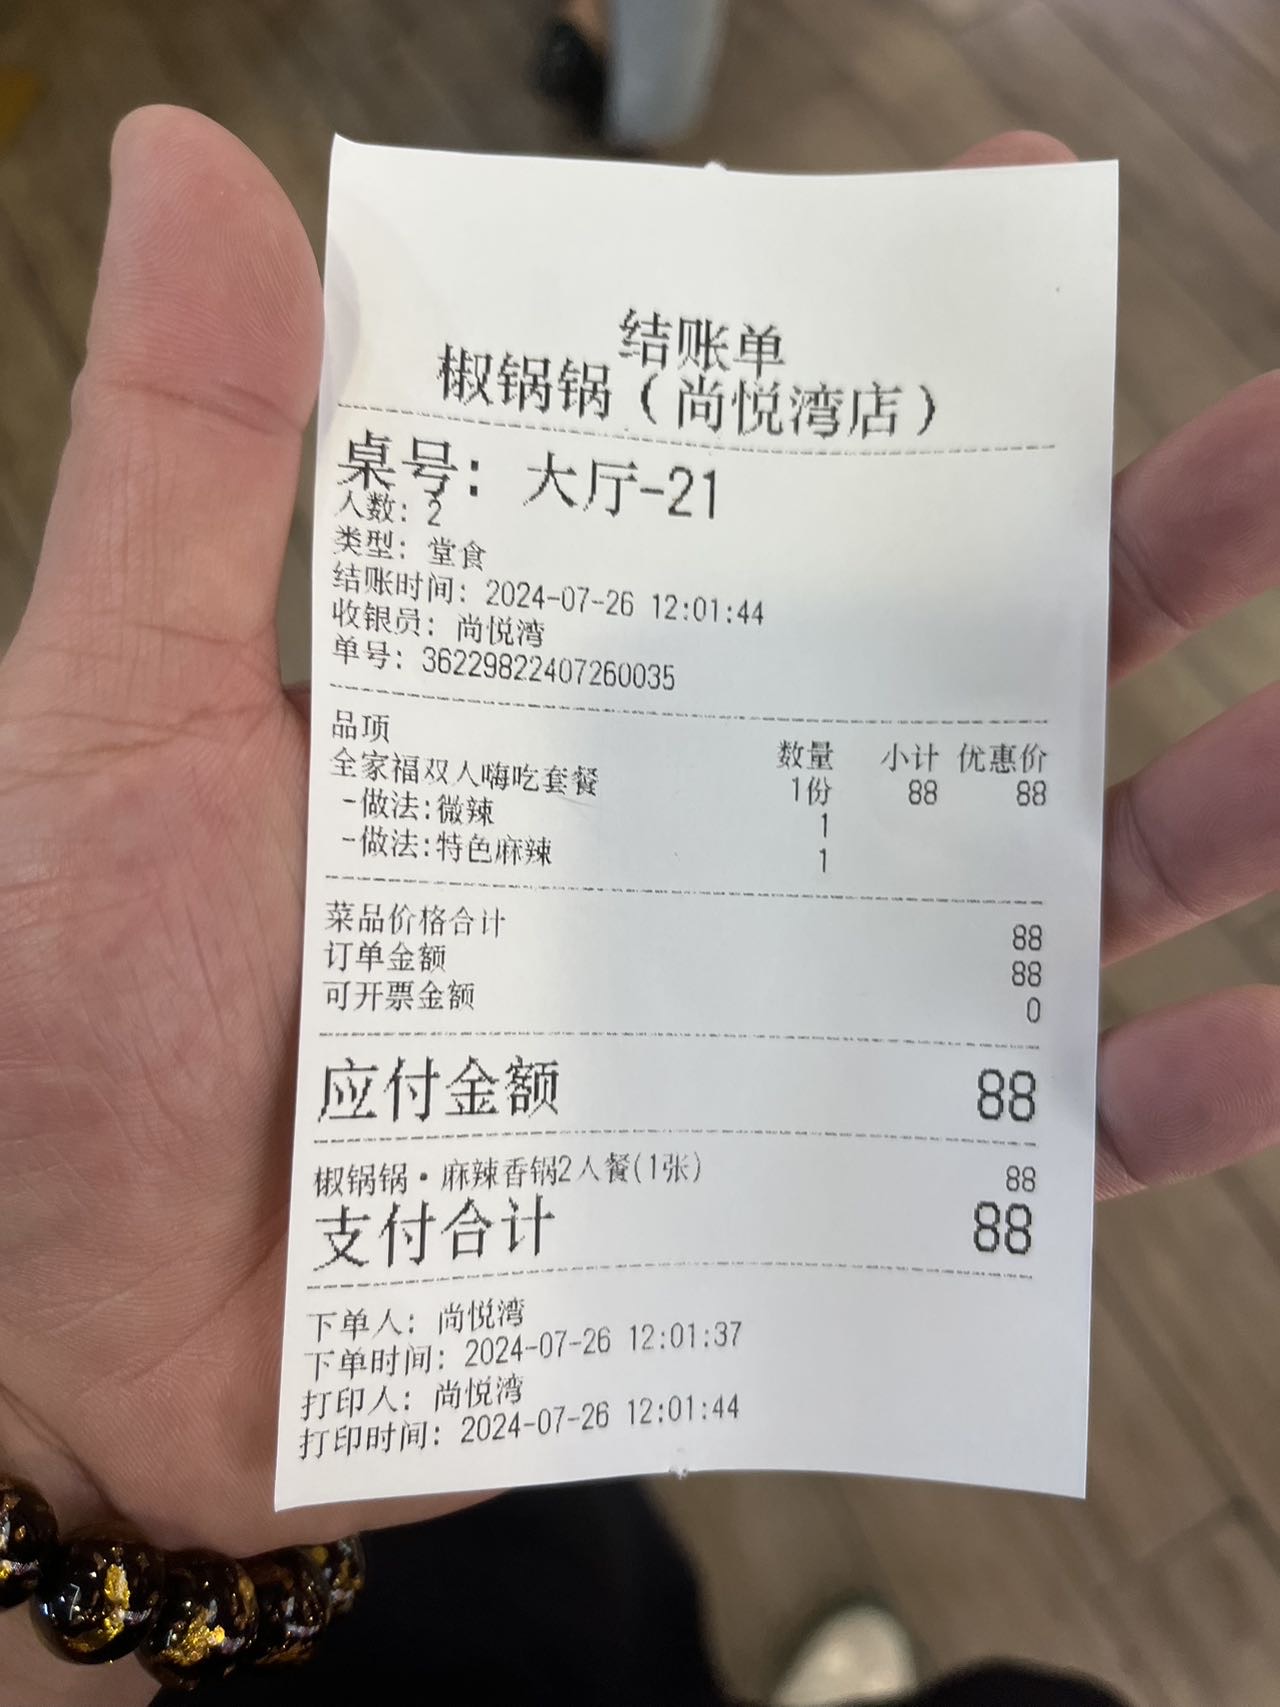 结账单
椒锅锅（尚悦湾店）
桌号：大厅-21
人数：2
类型：堂食
结账时间：2024-07-26 12:01:44
收银员：尚悦湾
单号：36229822407260035
品项 数量 小计 优惠价
全家福双人嗨吃套餐 1份 88 88
-做法:微辣 1
-做法:特色麻辣 1
菜品价格合计 88
订单金额 88
可开票金额 0
应付金额 88
椒锅锅·麻辣香锅2人餐(1张) 88
支付合计 88
下单人：尚悦湾
下单时间：2024-07-26 12:01:37
打印人：尚悦湾
打印时间：2024-07-26 12:01:44